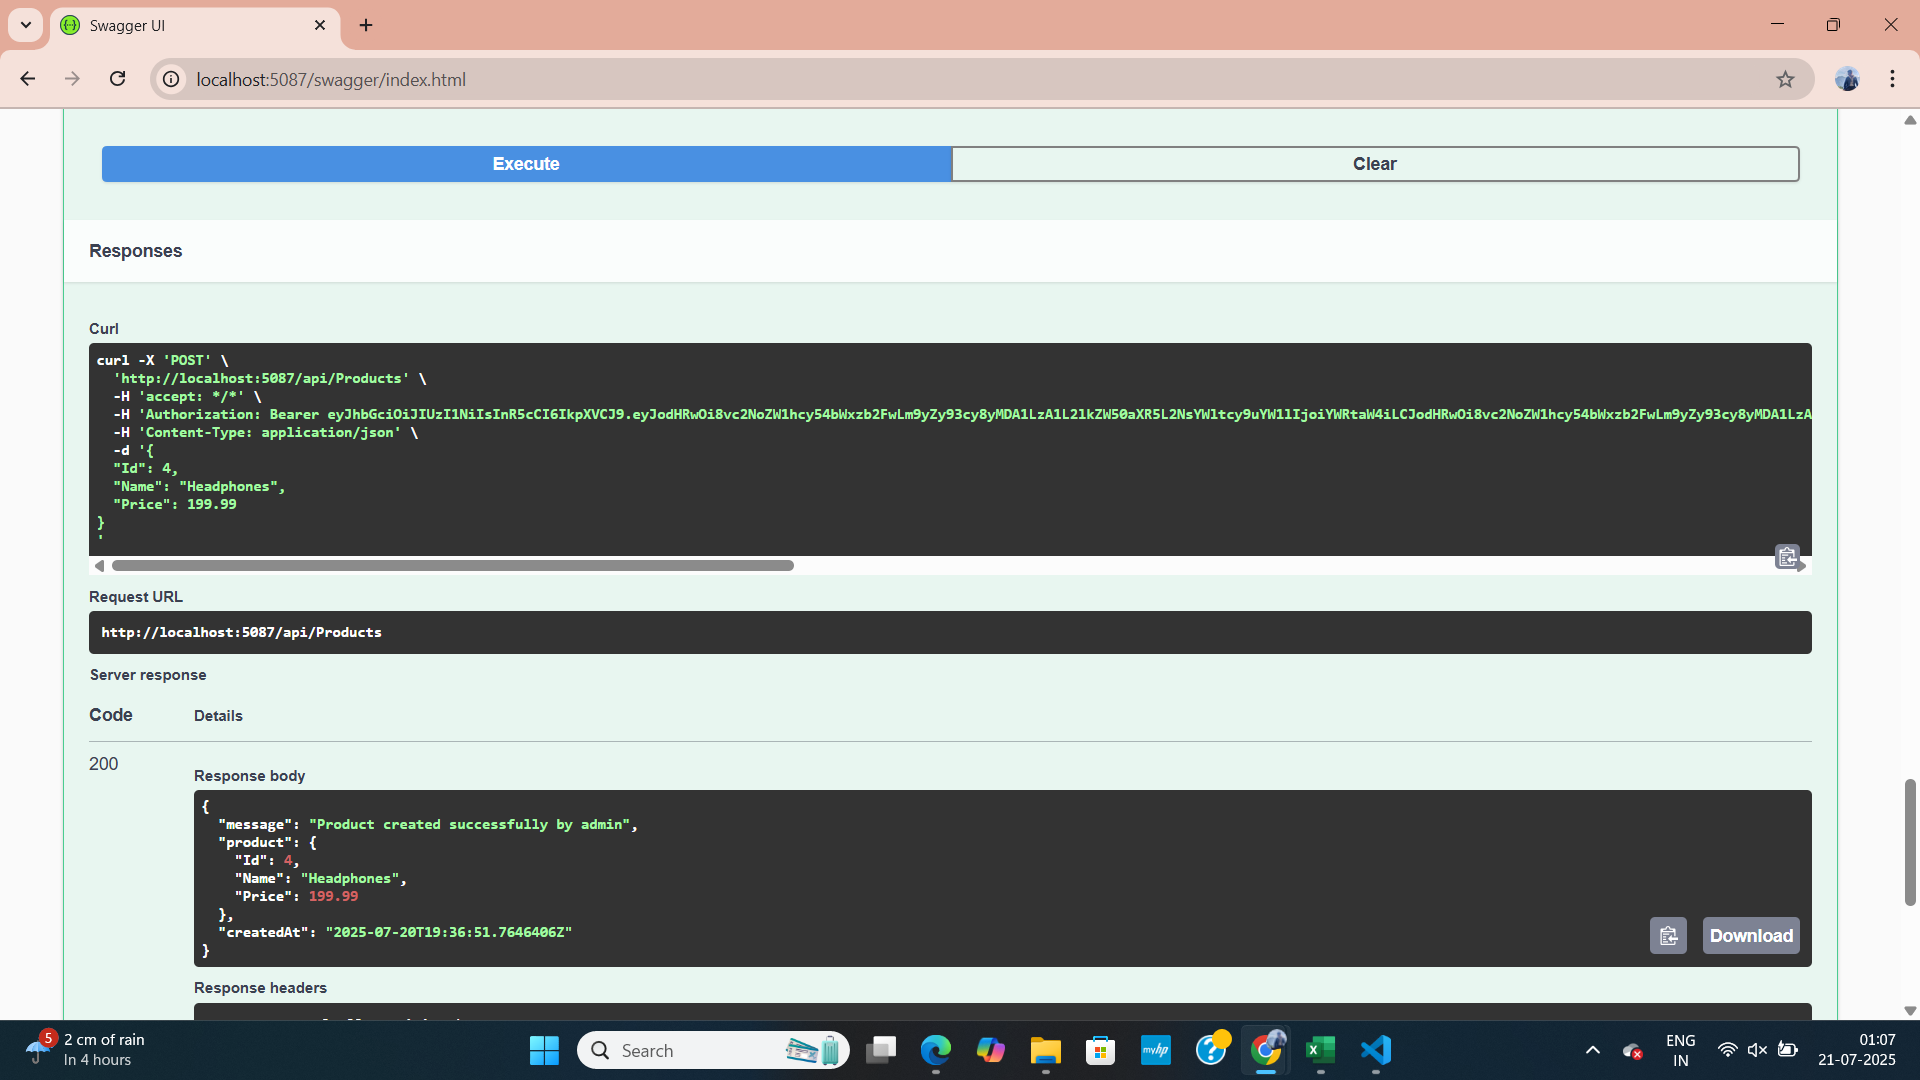 Swagger UI
localhost:5087/swagger/index.html
Execute
Clear
Responses
Curl
curl -X 'POST' \
'http://localhost:5087/api/Products' \
-H 'accept: */*' \
-H 'Authorization: Bearer eyJhbGciOiJIUzI1NiIsInR5cCI6IkpXVCJ9.eyJodHRwOi8vc2NoZW1hcy54bWxzb2FwLm9yZy93cy8yMDA1LzA1L2lkZW50aXR5L2NsYWltcy9uYW1lIjoiYWRtaW4iLCJodHRwOi8vc2NoZW1hcy54bWxzb2FwLm9yZy93cy8yMDA1LzA
-H 'Content-Type: application/json' \
-d '{
"Id": 4,
"Name": "Headphones",
"Price": 199.99
}
'
Request URL
http://localhost:5087/api/Products
Server response
Code
Details
200
Response body
{
"message": "Product created successfully by admin",
"product": {
"Id": 4,
"Name": "Headphones",
"Price": 199.99
},
"createdAt": "2025-07-20T19:36:51.7646406Z"
}
Download
Response headers
5
2 cm of rain
In 4 hours
Search
myhp
ENG
IN
01:07
21-07-2025